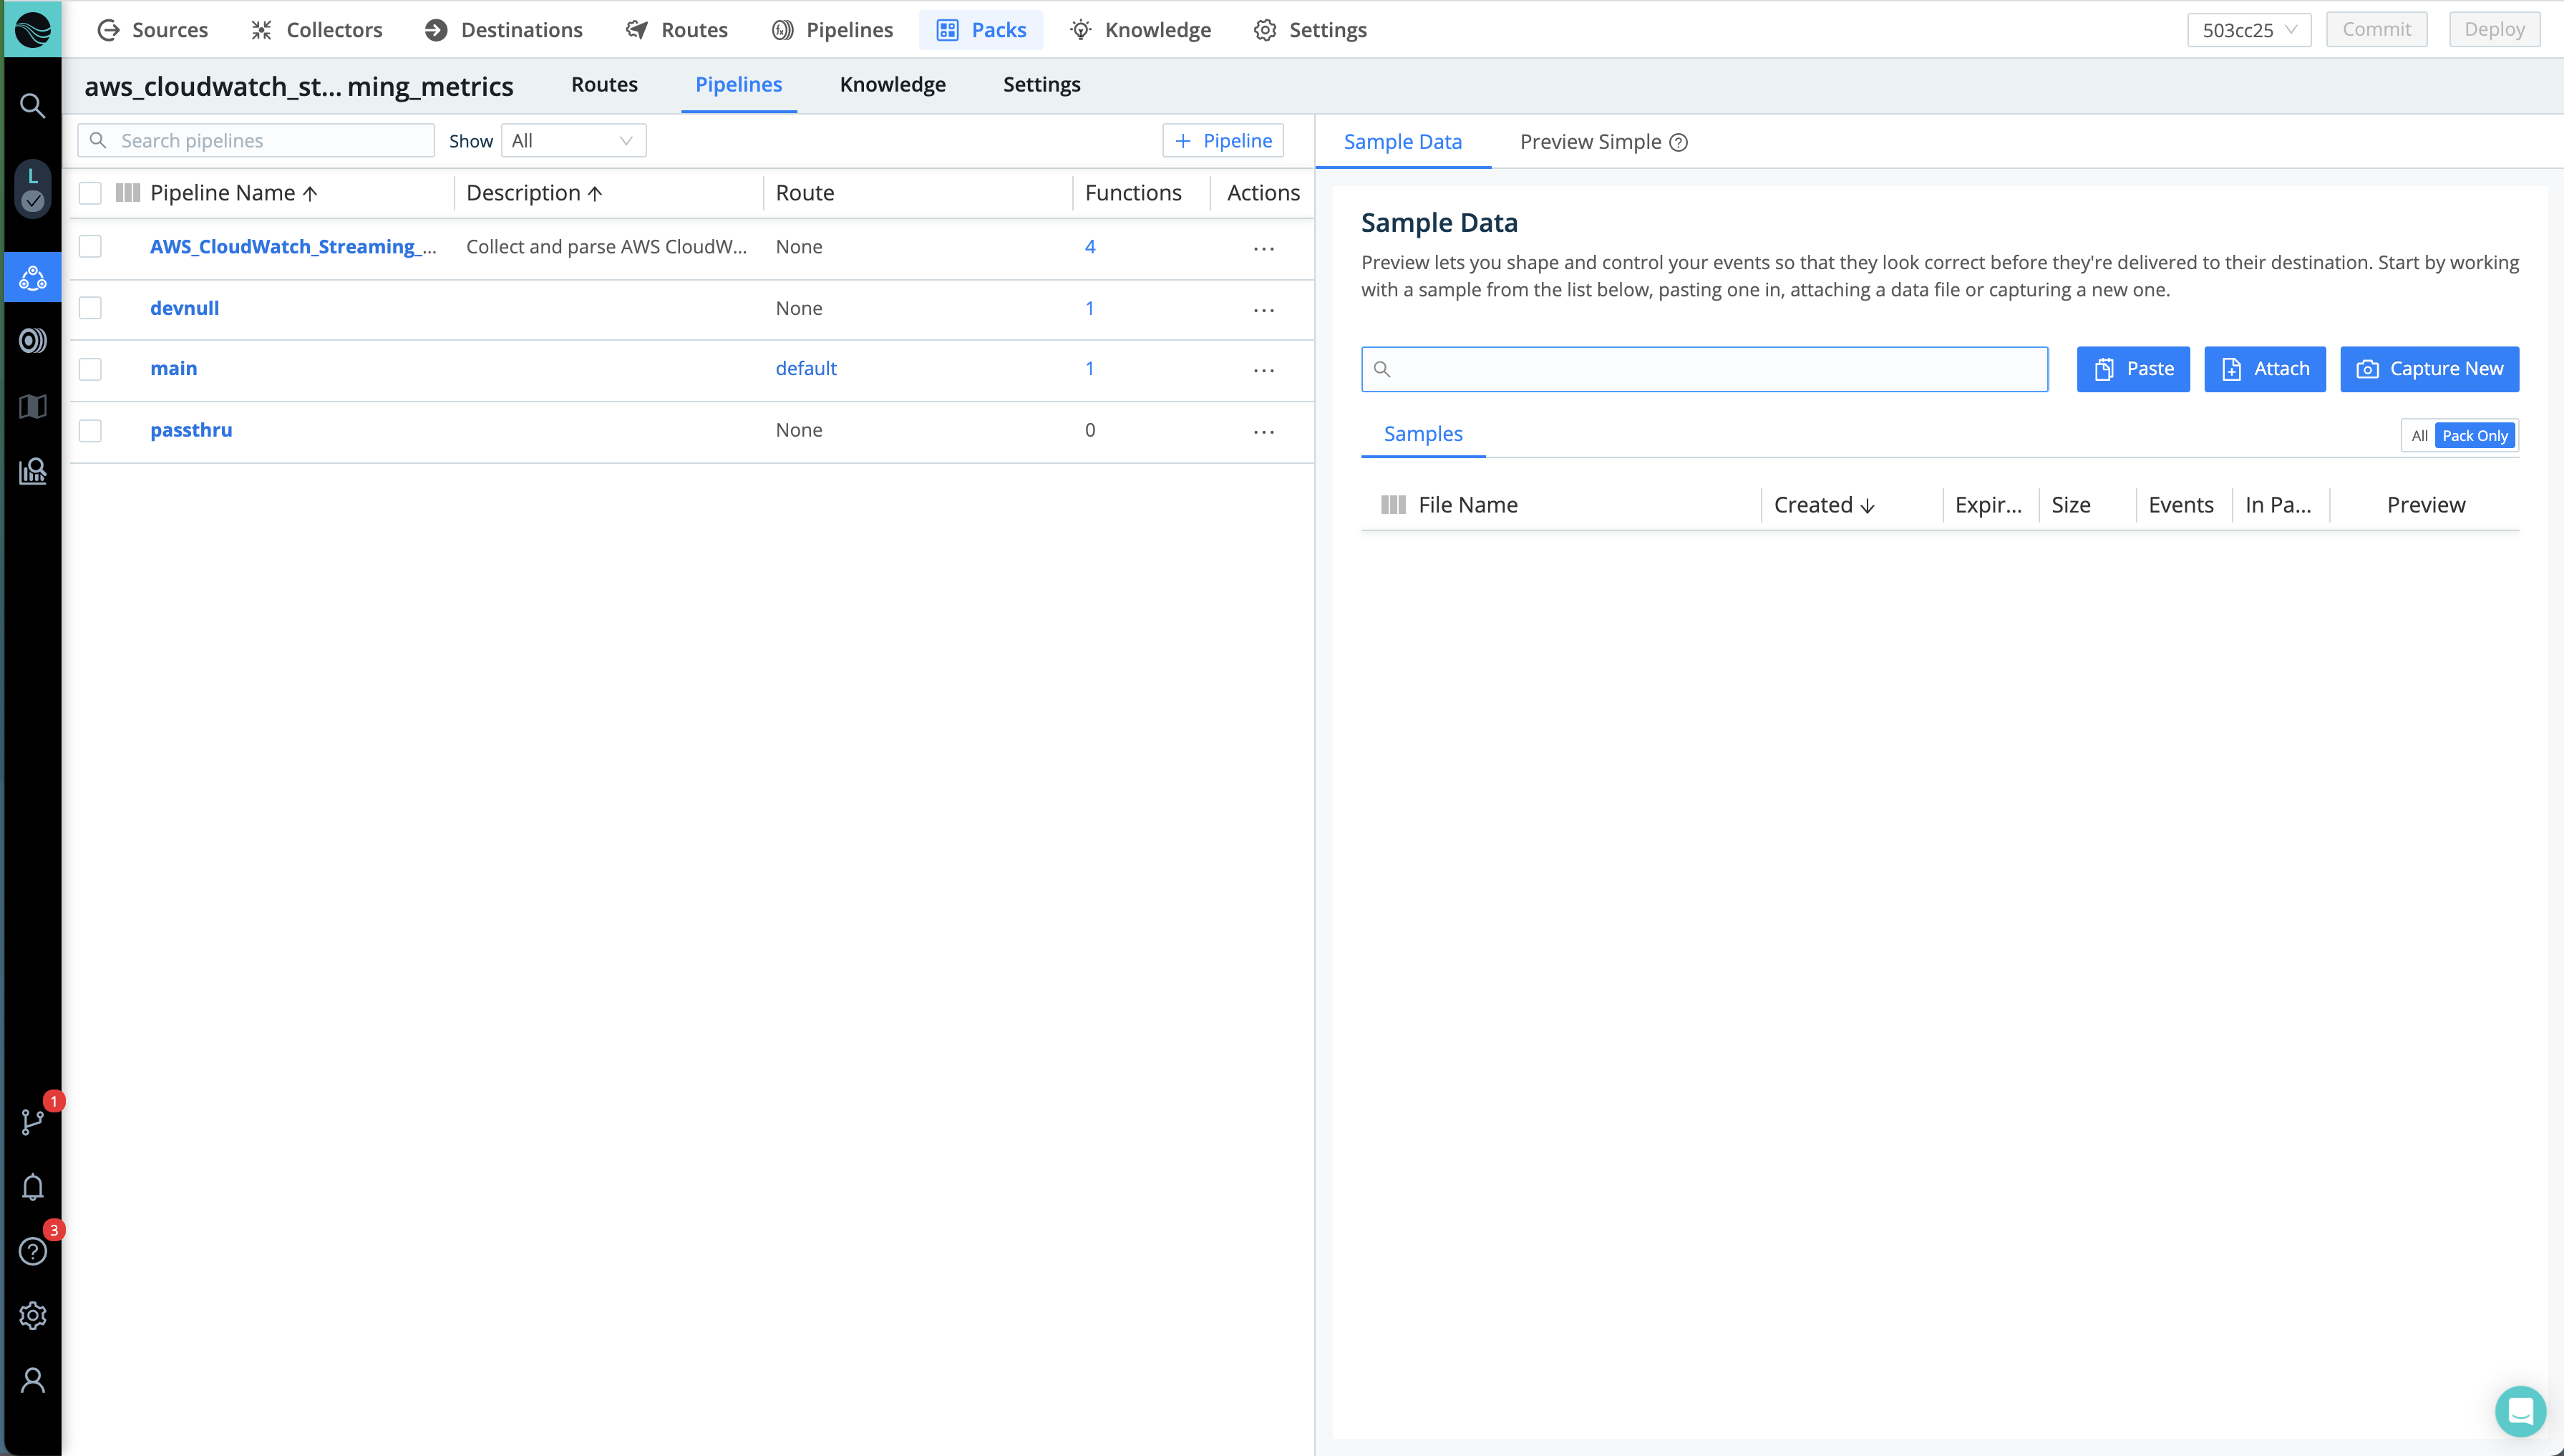 Sources Collectors Destinations Routes Pipelines Packs Knowledge Settings 503cc25 Commit Deploy
aws_cloudwatch_st... ming_metrics Routes Pipelines Knowledge Settings
L
Search pipelines Show All + Pipeline
Pipeline Name Description Route Functions Actions
AWS_CloudWatch_Streaming_... Collect and parse AWS CloudW... None 4 ...
devnull None 1 ...
main default 1 ...
passthru None 0 ...
Sample Data Preview Simple ?
Sample Data
Preview lets you shape and control your events so that they look correct before they're delivered to their destination. Start by working
with a sample from the list below, pasting one in, attaching a data file or capturing a new one.
Paste Attach Capture New
Samples All Pack Only
File Name Created Expir... Size Events In Pa... Preview
1
3
?